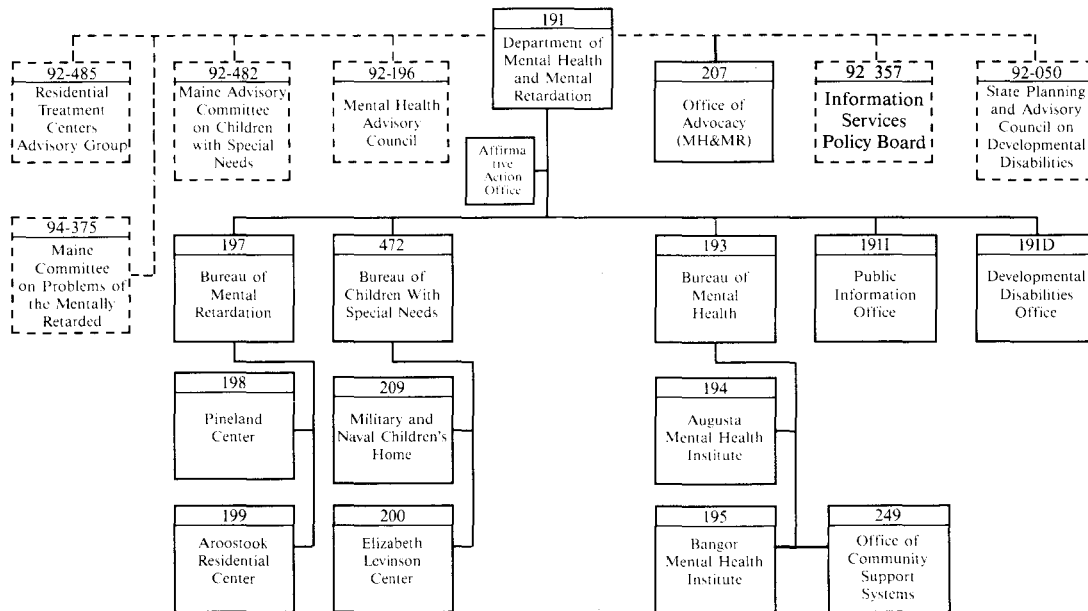 191
Department of
Mental Health
and Mental
Retardation
92-485
Residential
Treatment
Centers
Advisory Group
92-482
Maine Advisory
Committee
on Children
with Special
Needs
92-196
Mental Health
Advisory
Council
207
Office of
Advocacy
(MH&MR)
92 357
Information
Services
Policy Board
92-050
State Planning
and Advisory
Council on
Developmental
Disabilities
Affirma
tive
Action
Office
94-375
Maine
Committee
on Problems of
the Mentally
Retarded
197
Bureau of
Mental
Retardation
472
Bureau of
Children With
Special Needs
193
Bureau of
Mental
Health
191I
Public
Information
Office
191D
Developmental
Disabilities
Office
198
Pineland
Center
209
Military and
Naval Children's
Home
194
Augusta
Mental Health
Institute
199
Aroostook
Residential
Center
200
Elizabeth
Levinson
Center
195
Bangor
Mental Health
Institute
249
Office of
Community
Support
Systems